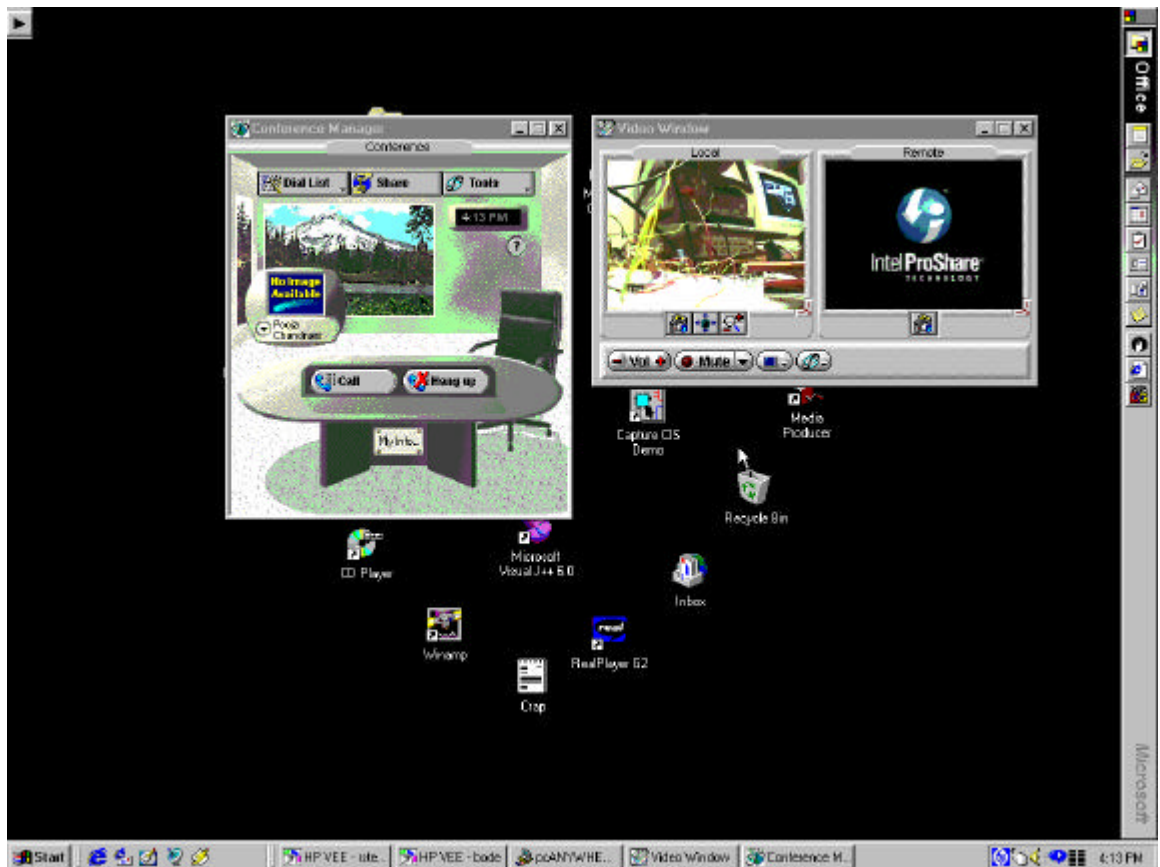 Office
Conference Manager
Conference
Dial List
Share
Tools
4:13 PM
?
No Image
Available
Pooja
Call
Hang up
My Info...
Video Window
Local
Remote
Intel ProShare
TECHNOLOGY
Vol
Mute
Capture CIS
Demo
Media
Producer
Recycle Bin
CD Player
Microsoft
Visual J++ 6.0
Inbox
Winamp
real
RealPlayer G2
Crap
Microsoft
Start
HP VEE - ute...
HP VEE - bode
pcANYWHE...
Video Window
Conference M...
4:13 PM